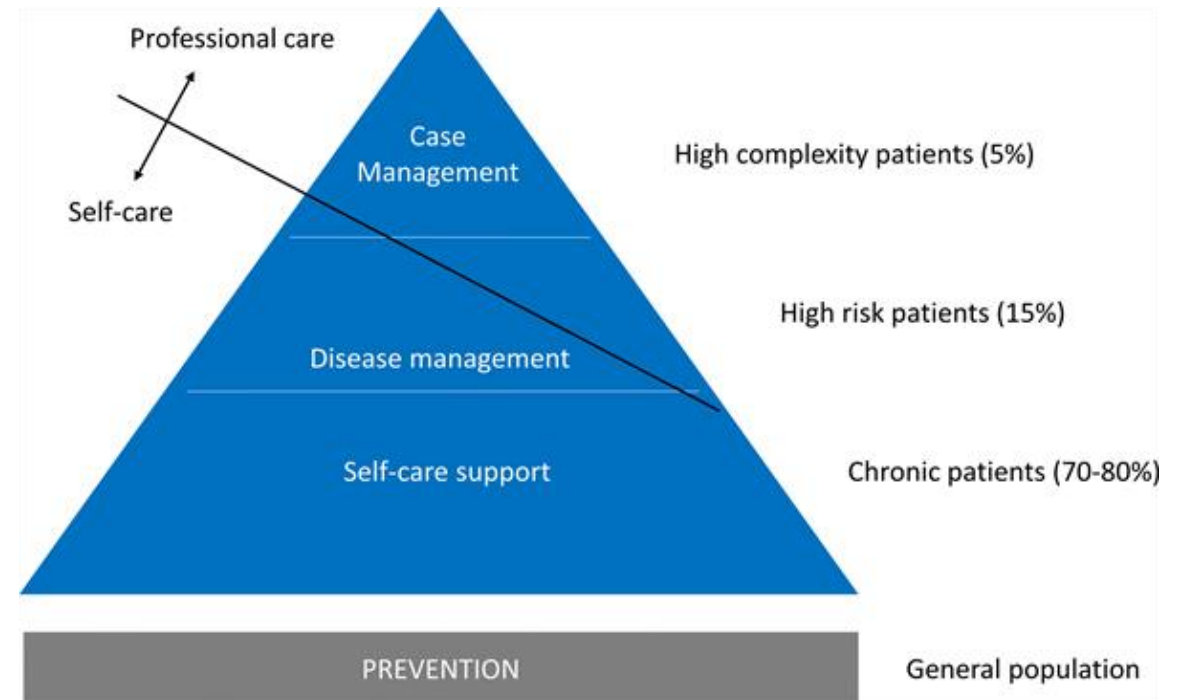 Professional care
Case
Management
High complexity patients (5%)
Self-care
High risk patients (15%)
Disease management
Self-care support
Chronic patients (70-80%)
PREVENTION
General population